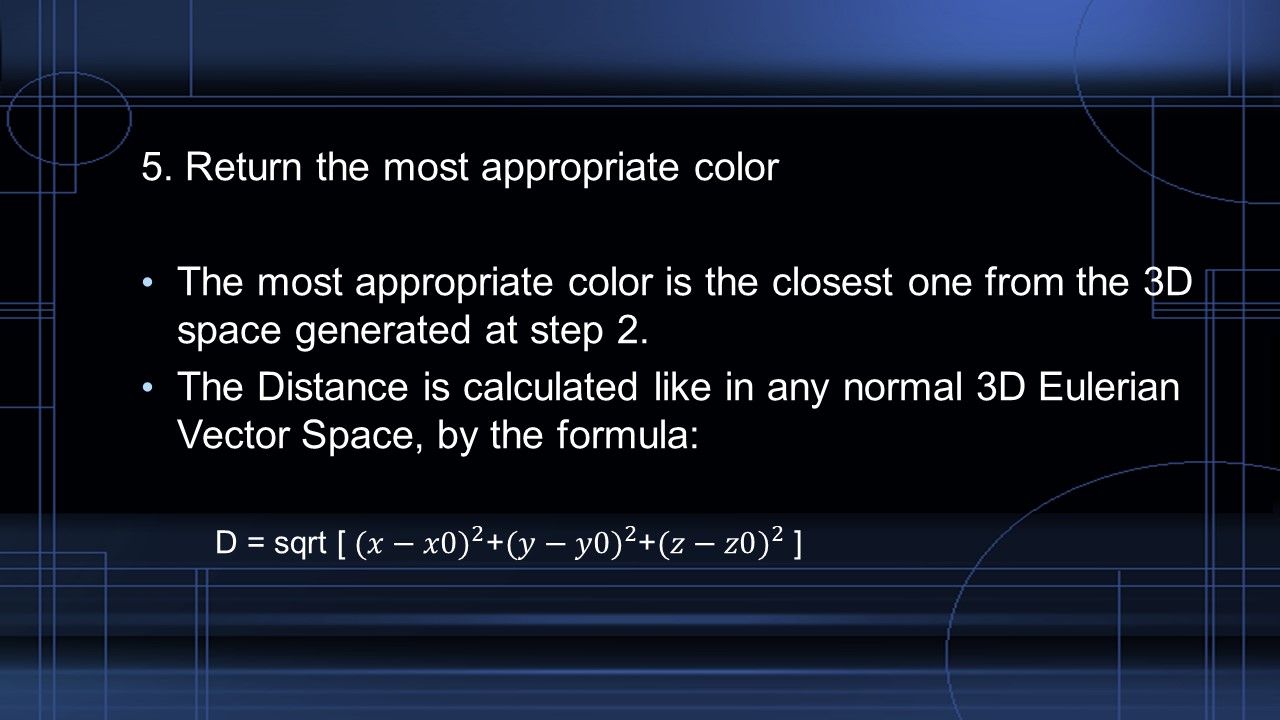 5. Return the most appropriate color
• The most appropriate color is the closest one from the 3D
space generated at step 2.
• The Distance is calculated like in any normal 3D Eulerian
Vector Space, by the formula:
D = sqrt [ (𝑥 − 𝑥0)²+(𝑦 − 𝑦0)²+(𝑧 − 𝑧0)² ]